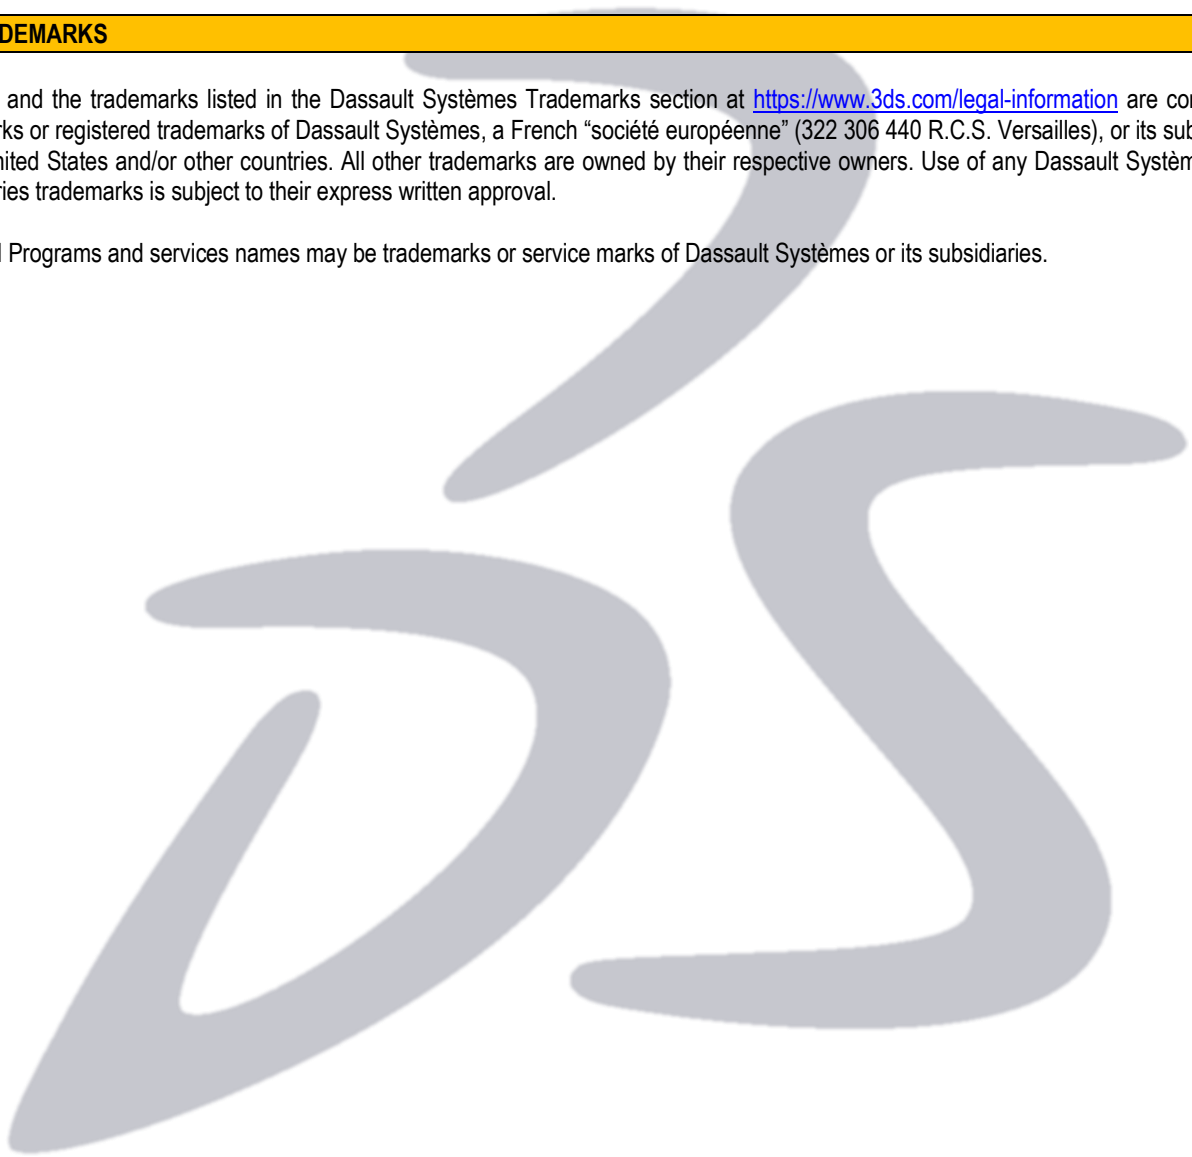 DEMARKS
and the trademarks listed in the Dassault Systèmes Trademarks section at https://www.3ds.com/legal-information are con
rks or registered trademarks of Dassault Systèmes, a French “société européenne” (322 306 440 R.C.S. Versailles), or its sub
nited States and/or other countries. All other trademarks are owned by their respective owners. Use of any Dassault Systèm
ries trademarks is subject to their express written approval.
Programs and services names may be trademarks or service marks of Dassault Systèmes or its subsidiaries.